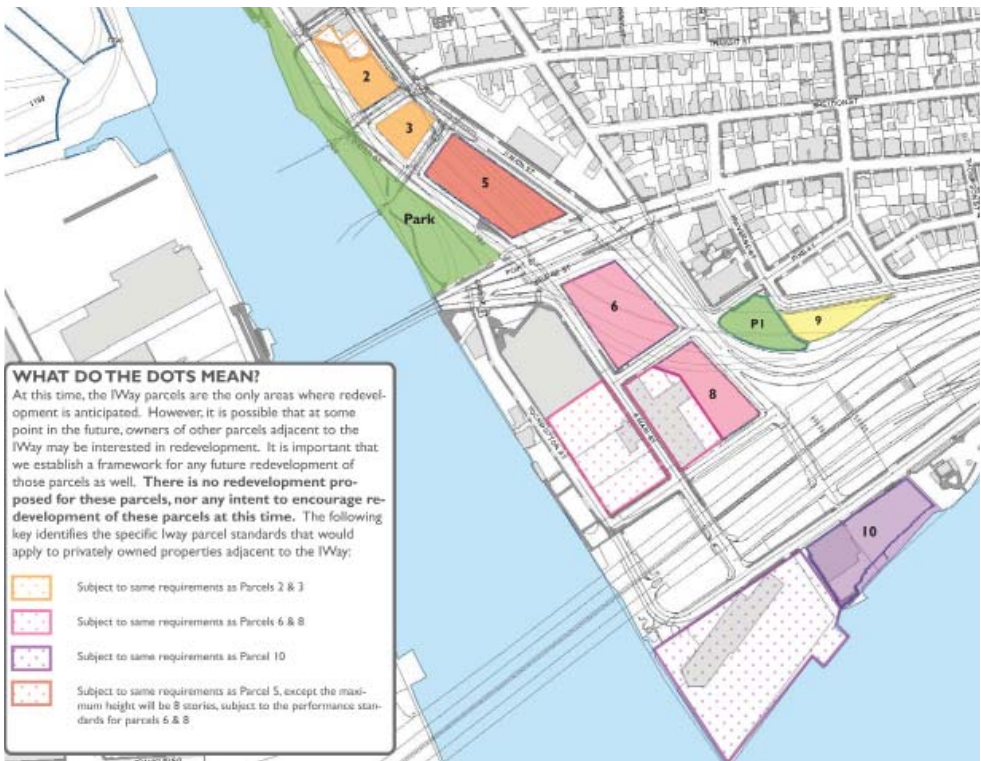 TRANSIT ST
2
3
5
Park
6
P1
9
8
10
WHAT DO THE DOTS MEAN?
At this time, the IWay parcels are the only areas where redevel-
opment is anticipated. However, it is possible that at some
point in the future, owners of other parcels adjacent to the
IWay may be interested in redevelopment. It is important that
we establish a framework for any future redevelopment of
those parcels as well. There is no redevelopment pro-
posed for these parcels, nor any intent to encourage re-
development of these parcels at this time. The following
key identifies the specific Iway parcel standards that would
apply to privately owned properties adjacent to the IWay:
Subject to same requirements as Parcels 2 & 3
Subject to same requirements as Parcels 6 & 8
Subject to same requirements as Parcel 10
Subject to same requirements as Parcel 5, except the maxi-
mum height will be 8 stories, subject to the performance stan-
dards for parcels 6 & 8